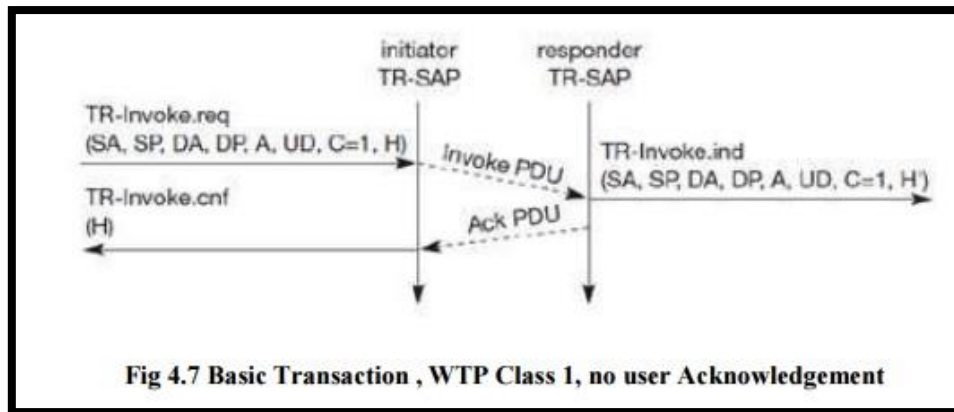 initiator
TR-SAP
responder
TR-SAP
TR-Invoke.req
(SA, SP, DA, DP, A, UD, C=1, H)
Invoke PDU
TR-Invoke.ind
(SA, SP, DA, DP, A, UD, C=1, H')
TR-Invoke.cnf
(H)
Ack PDU
Fig 4.7 Basic Transaction , WTP Class 1, no user Acknowledgement